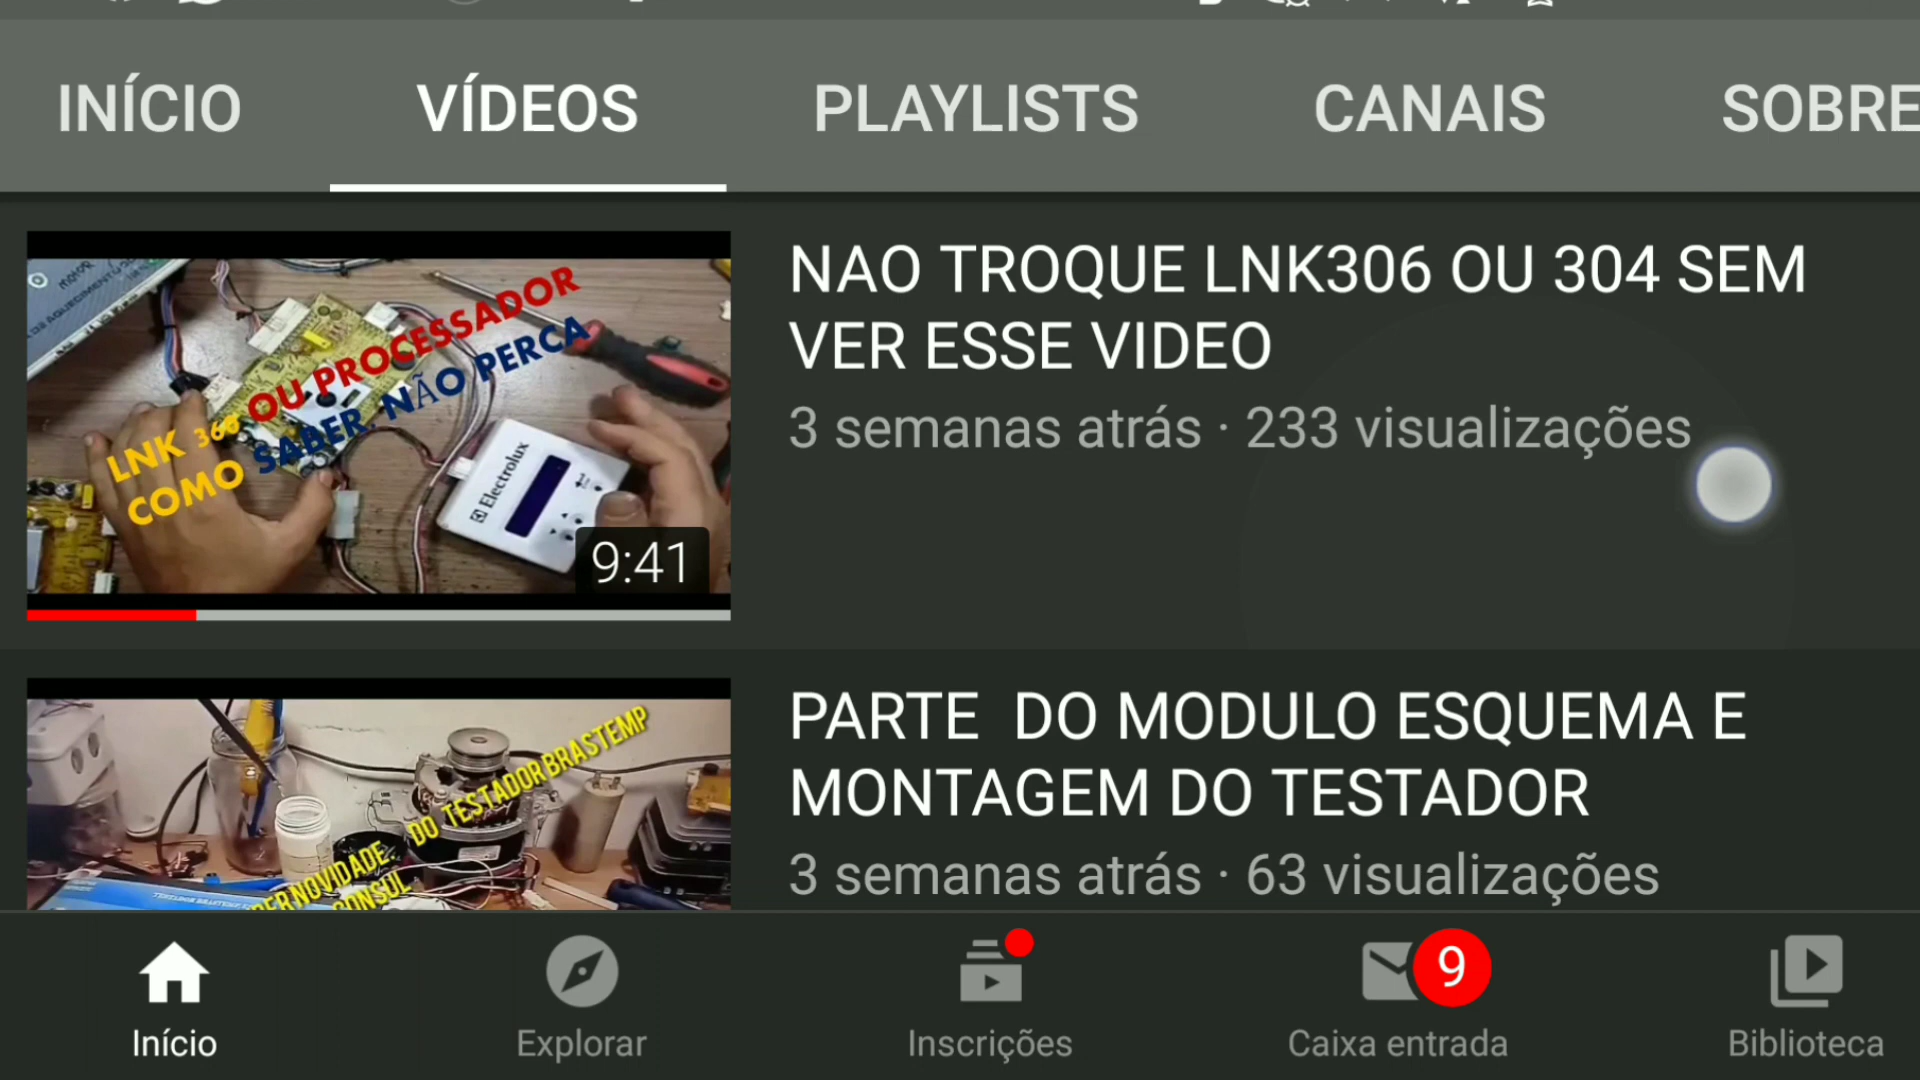 INÍCIO VÍDEOS PLAYLISTS CANAIS SOBRE
LNK 306 OU PROCESSADOR
COMO SABER NÃO PERCA
Electrolux
9:41
NAO TROQUE LNK306 OU 304 SEM
VER ESSE VIDEO
3 semanas atrás · 233 visualizações
DO TESTADOR BRASTEMP
NOVIDADE.
CONSUL
PARTE DO MODULO ESQUEMA E
MONTAGEM DO TESTADOR
3 semanas atrás · 63 visualizações
9
Início Explorar Inscrições Caixa entrada Biblioteca